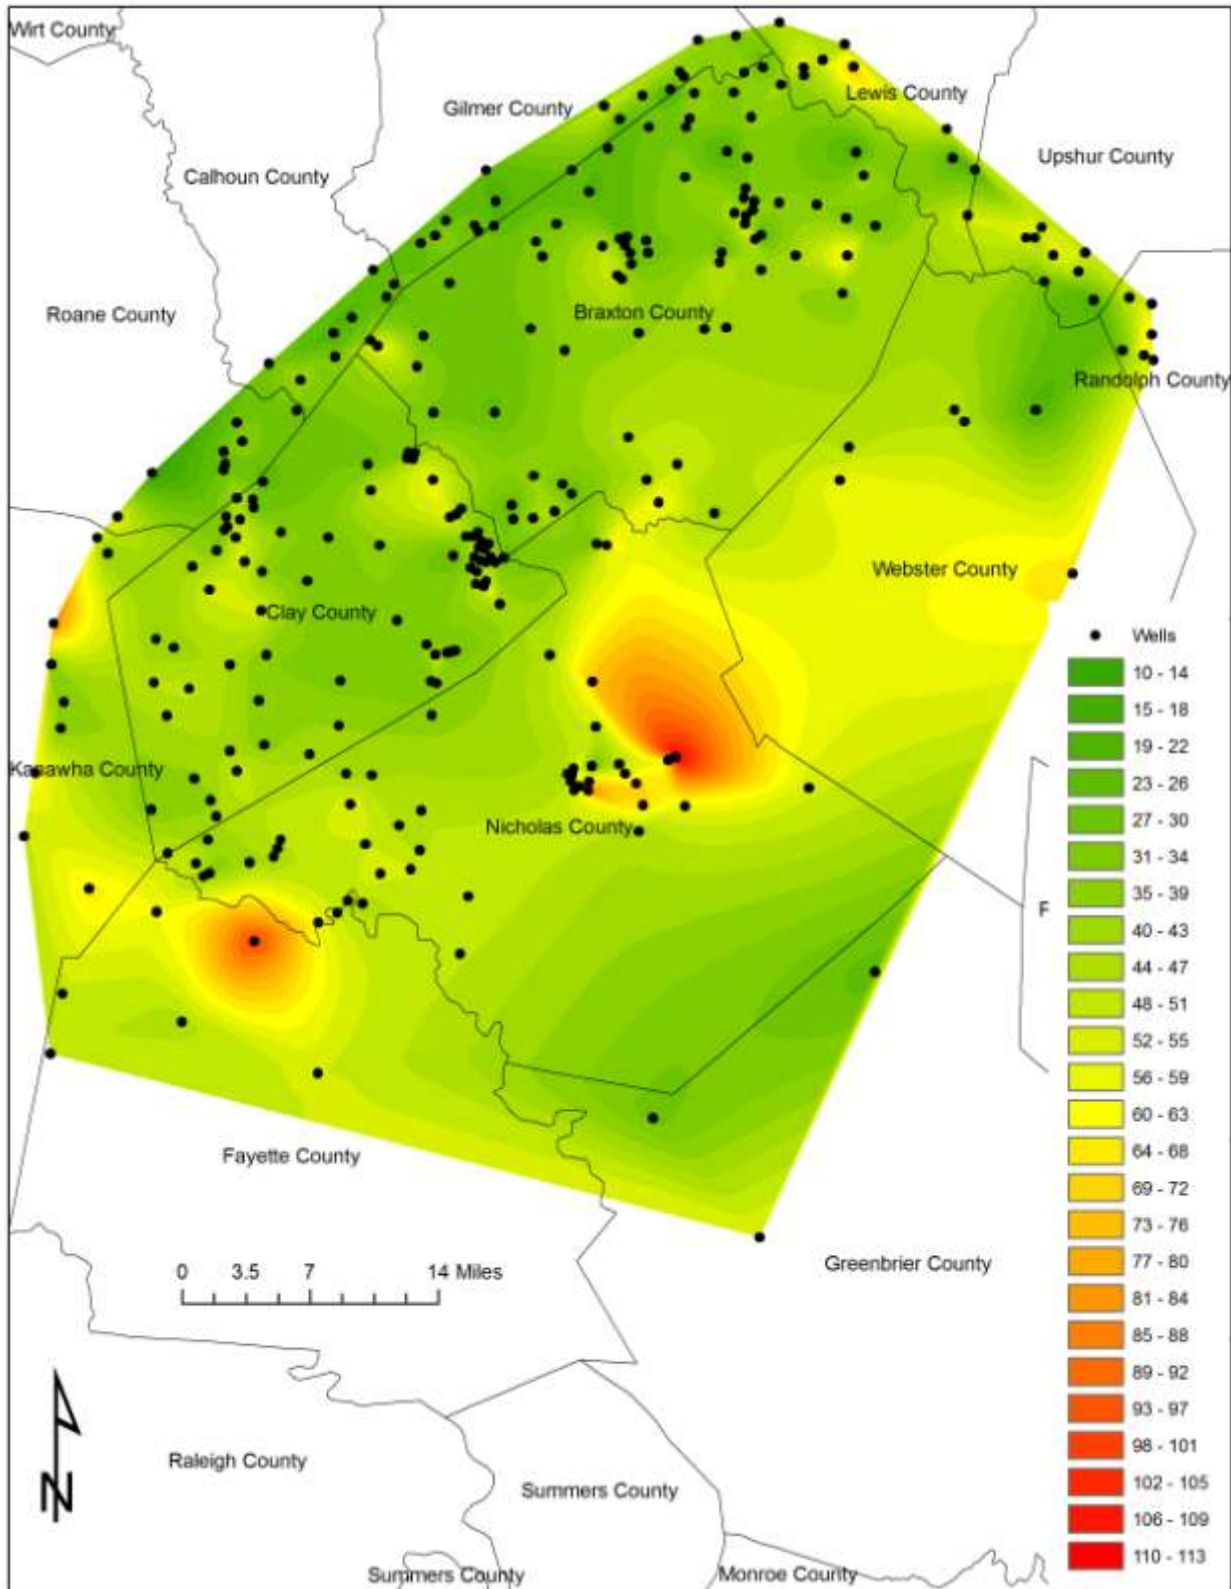 Wirt County
Gilmer County
Lewis County
Calhoun County
Upshur County
Roane County
Braxton County
Randolph County
Webster County
Clay County
Kanawha County
Nicholas County
F
Fayette County
Greenbrier County
0 3.5 7 14 Miles
Raleigh County
Summers County
Summers County
Monroe County
N
Wells
10 - 14
15 - 18
19 - 22
23 - 26
27 - 30
31 - 34
35 - 39
40 - 43
44 - 47
48 - 51
52 - 55
56 - 59
60 - 63
64 - 68
69 - 72
73 - 76
77 - 80
81 - 84
85 - 88
89 - 92
93 - 97
98 - 101
102 - 105
106 - 109
110 - 113